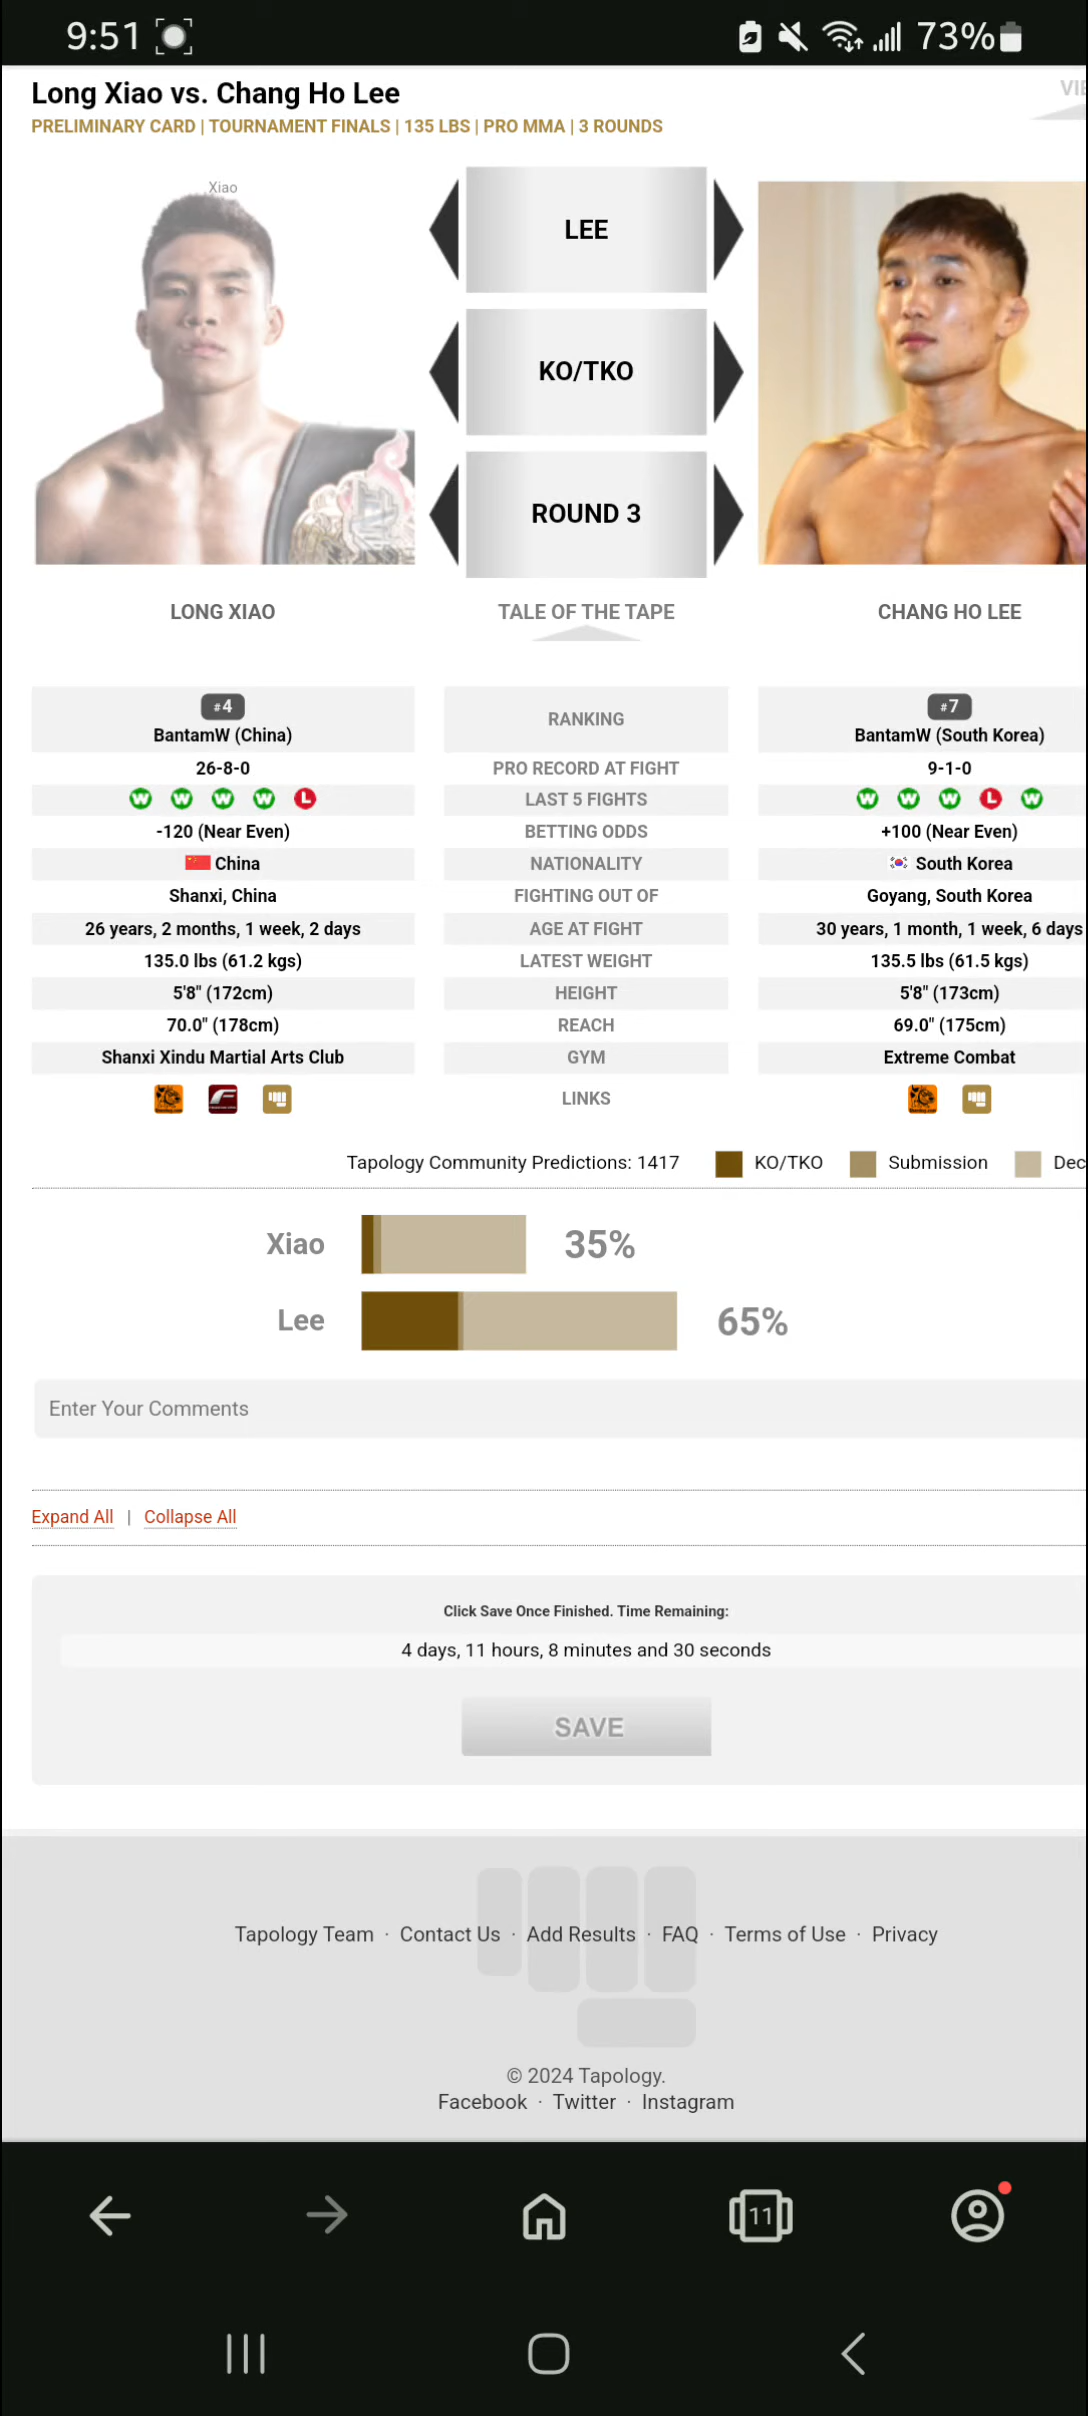 9:51 73%
Long Xiao vs. Chang Ho Lee
VIE
PRELIMINARY CARD | TOURNAMENT FINALS | 135 LBS | PRO MMA | 3 ROUNDS
Xiao
LEE
KO/TKO
ROUND 3
LONG XIAO TALE OF THE TAPE CHANG HO LEE
#4 #7
BantamW (China) RANKING BantamW (South Korea)
26-8-0 PRO RECORD AT FIGHT 9-1-0
W W W W L LAST 5 FIGHTS W W W L W
-120 (Near Even) BETTING ODDS +100 (Near Even)
China NATIONALITY South Korea
Shanxi, China FIGHTING OUT OF Goyang, South Korea
26 years, 2 months, 1 week, 2 days AGE AT FIGHT 30 years, 1 month, 1 week, 6 days
135.0 lbs (61.2 kgs) LATEST WEIGHT 135.5 lbs (61.5 kgs)
5'8" (172cm) HEIGHT 5'8" (173cm)
70.0" (178cm) REACH 69.0" (175cm)
Shanxi Xindu Martial Arts Club GYM Extreme Combat
LINKS
Tapology Community Predictions: 1417 KO/TKO Submission Dec
Xiao 35%
Lee 65%
Enter Your Comments
Expand All | Collapse All
Click Save Once Finished. Time Remaining:
4 days, 11 hours, 8 minutes and 30 seconds
SAVE
Tapology Team · Contact Us · Add Results · FAQ · Terms of Use · Privacy
© 2024 Tapology.
Facebook · Twitter · Instagram
11